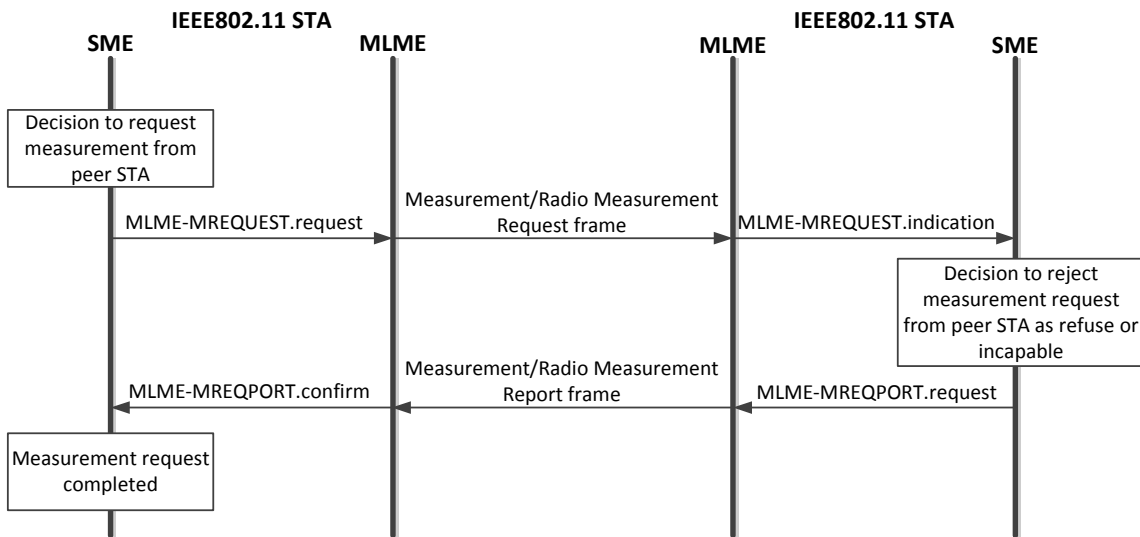 IEEE802.11 STA
IEEE802.11 STA
SME
MLME
MLME
SME
Decision to request
measurement from
peer STA
MLME-MREQUEST.request
Measurement/Radio Measurement
Request frame
MLME-MREQUEST.indication
Decision to reject
measurement request
from peer STA as refuse or
incapable
MLME-MREQPORT.confirm
Measurement/Radio Measurement
Report frame
MLME-MREQPORT.request
Measurement request
completed